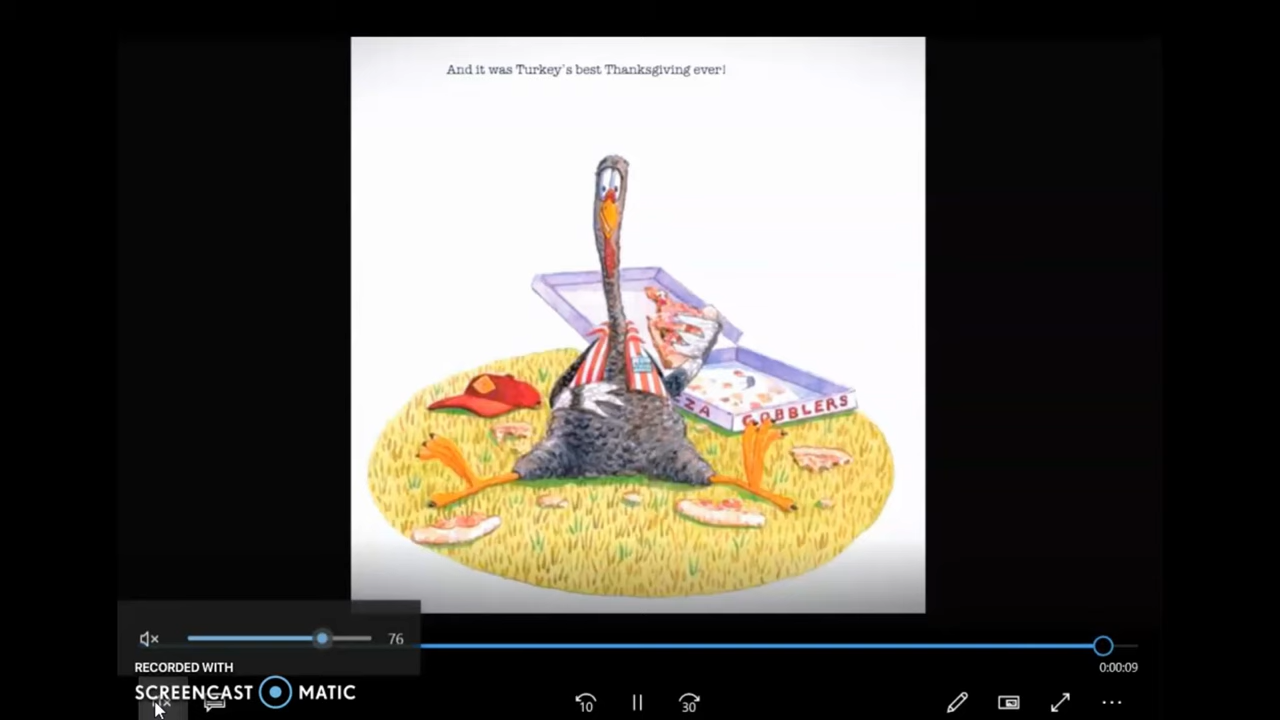 And it was Turkey's best Thanksgiving ever!
ZA GOBBLERS
76
RECORDED WITH
0:00:09
SCREENCAST MATIC
10
30